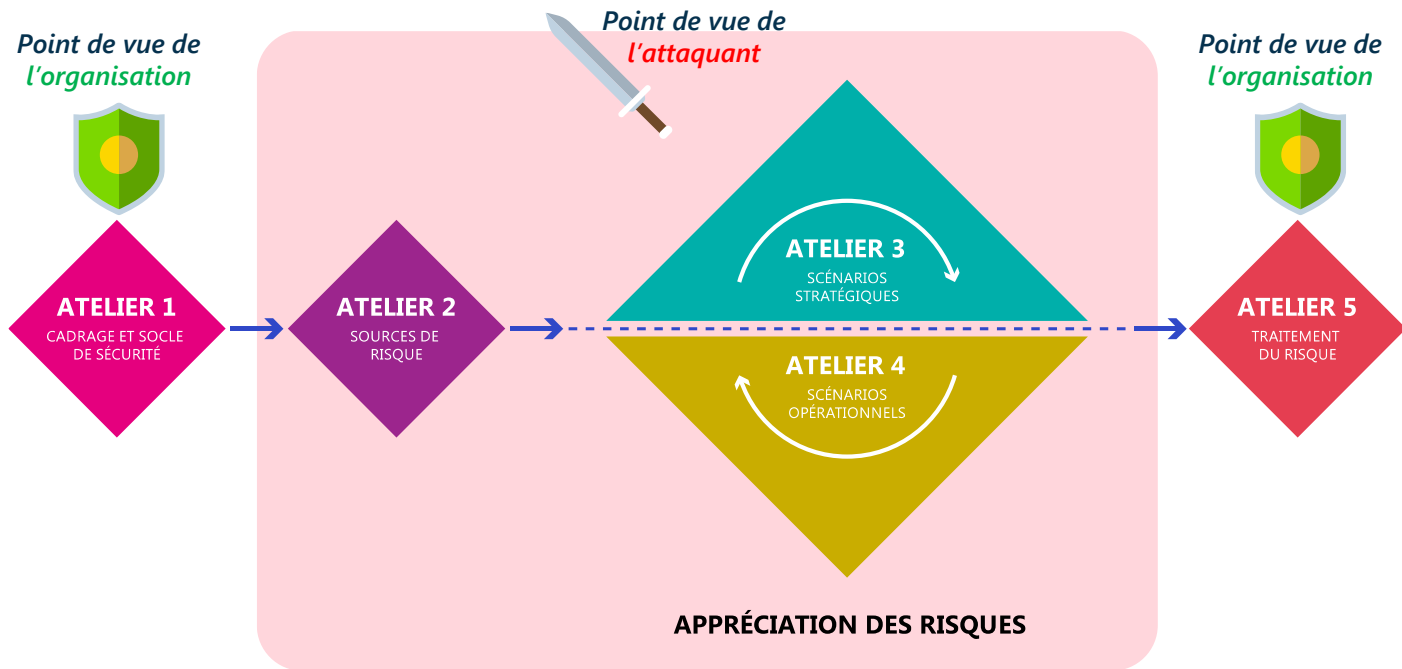 Point de vue de
l'organisation
Point de vue de
l'attaquant
Point de vue de
l'organisation
ATELIER 1
CADRAGE ET SOCLE
DE SÉCURITÉ
ATELIER 2
SOURCES DE
RISQUE
ATELIER 3
SCÉNARIOS
STRATÉGIQUES
ATELIER 4
SCÉNARIOS
OPÉRATIONNELS
ATELIER 5
TRAITEMENT
DU RISQUE
APPRÉCIATION DES RISQUES